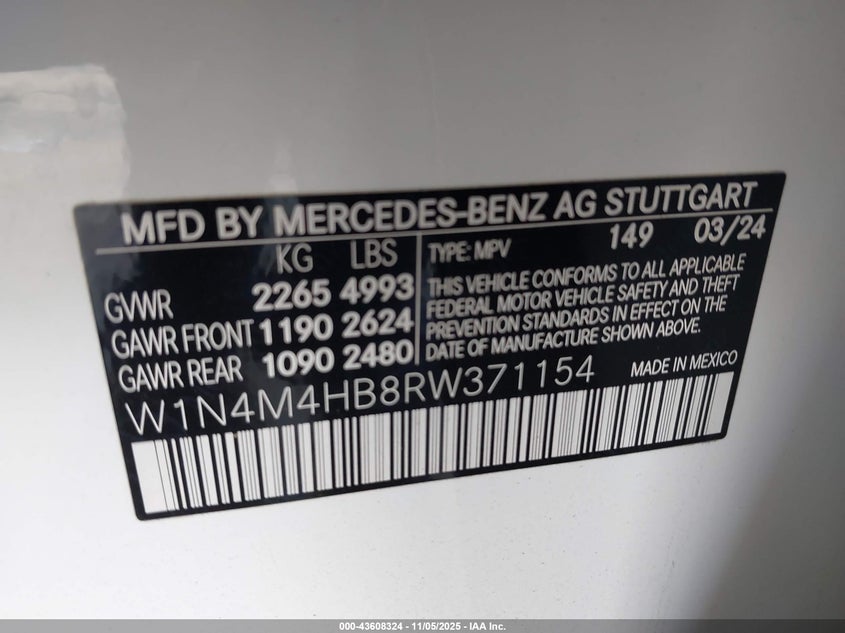 MFD BY MERCEDES-BENZ AG STUTTGART
KG LBS
GVWR 2265 4993
GAWR FRONT 1190 2624
GAWR REAR 1090 2480
TYPE: MPV 149 03/24
THIS VEHICLE CONFORMS TO ALL APPLICABLE
FEDERAL MOTOR VEHICLE SAFETY AND THEFT
PREVENTION STANDARDS IN EFFECT ON THE
DATE OF MANUFACTURE SHOWN ABOVE.
W1N4M4HB8RW371154
MADE IN MEXICO
000-43608324 - 11/05/2025 - IAA Inc.